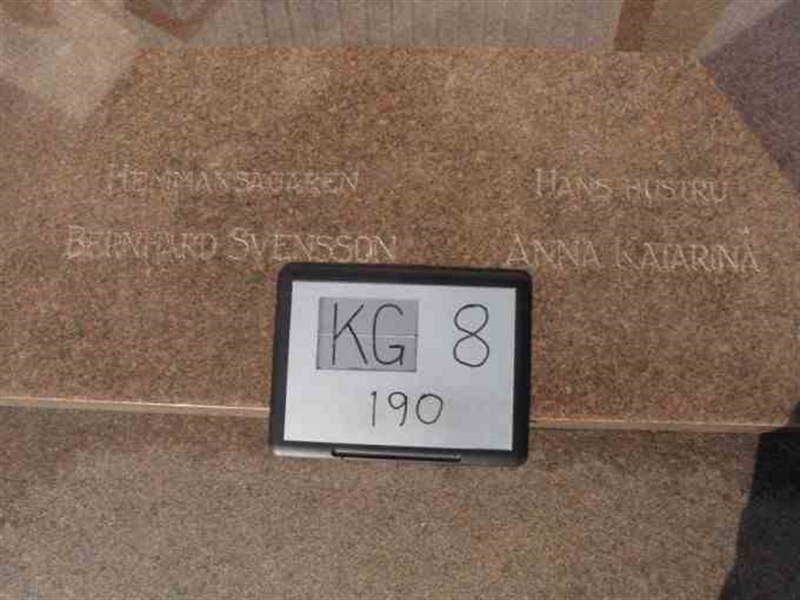 HEMMANSÄGAREN
BERNHARD SVENSSON
HANS HUSTRU
ANNA KATARINA
KG 8
190